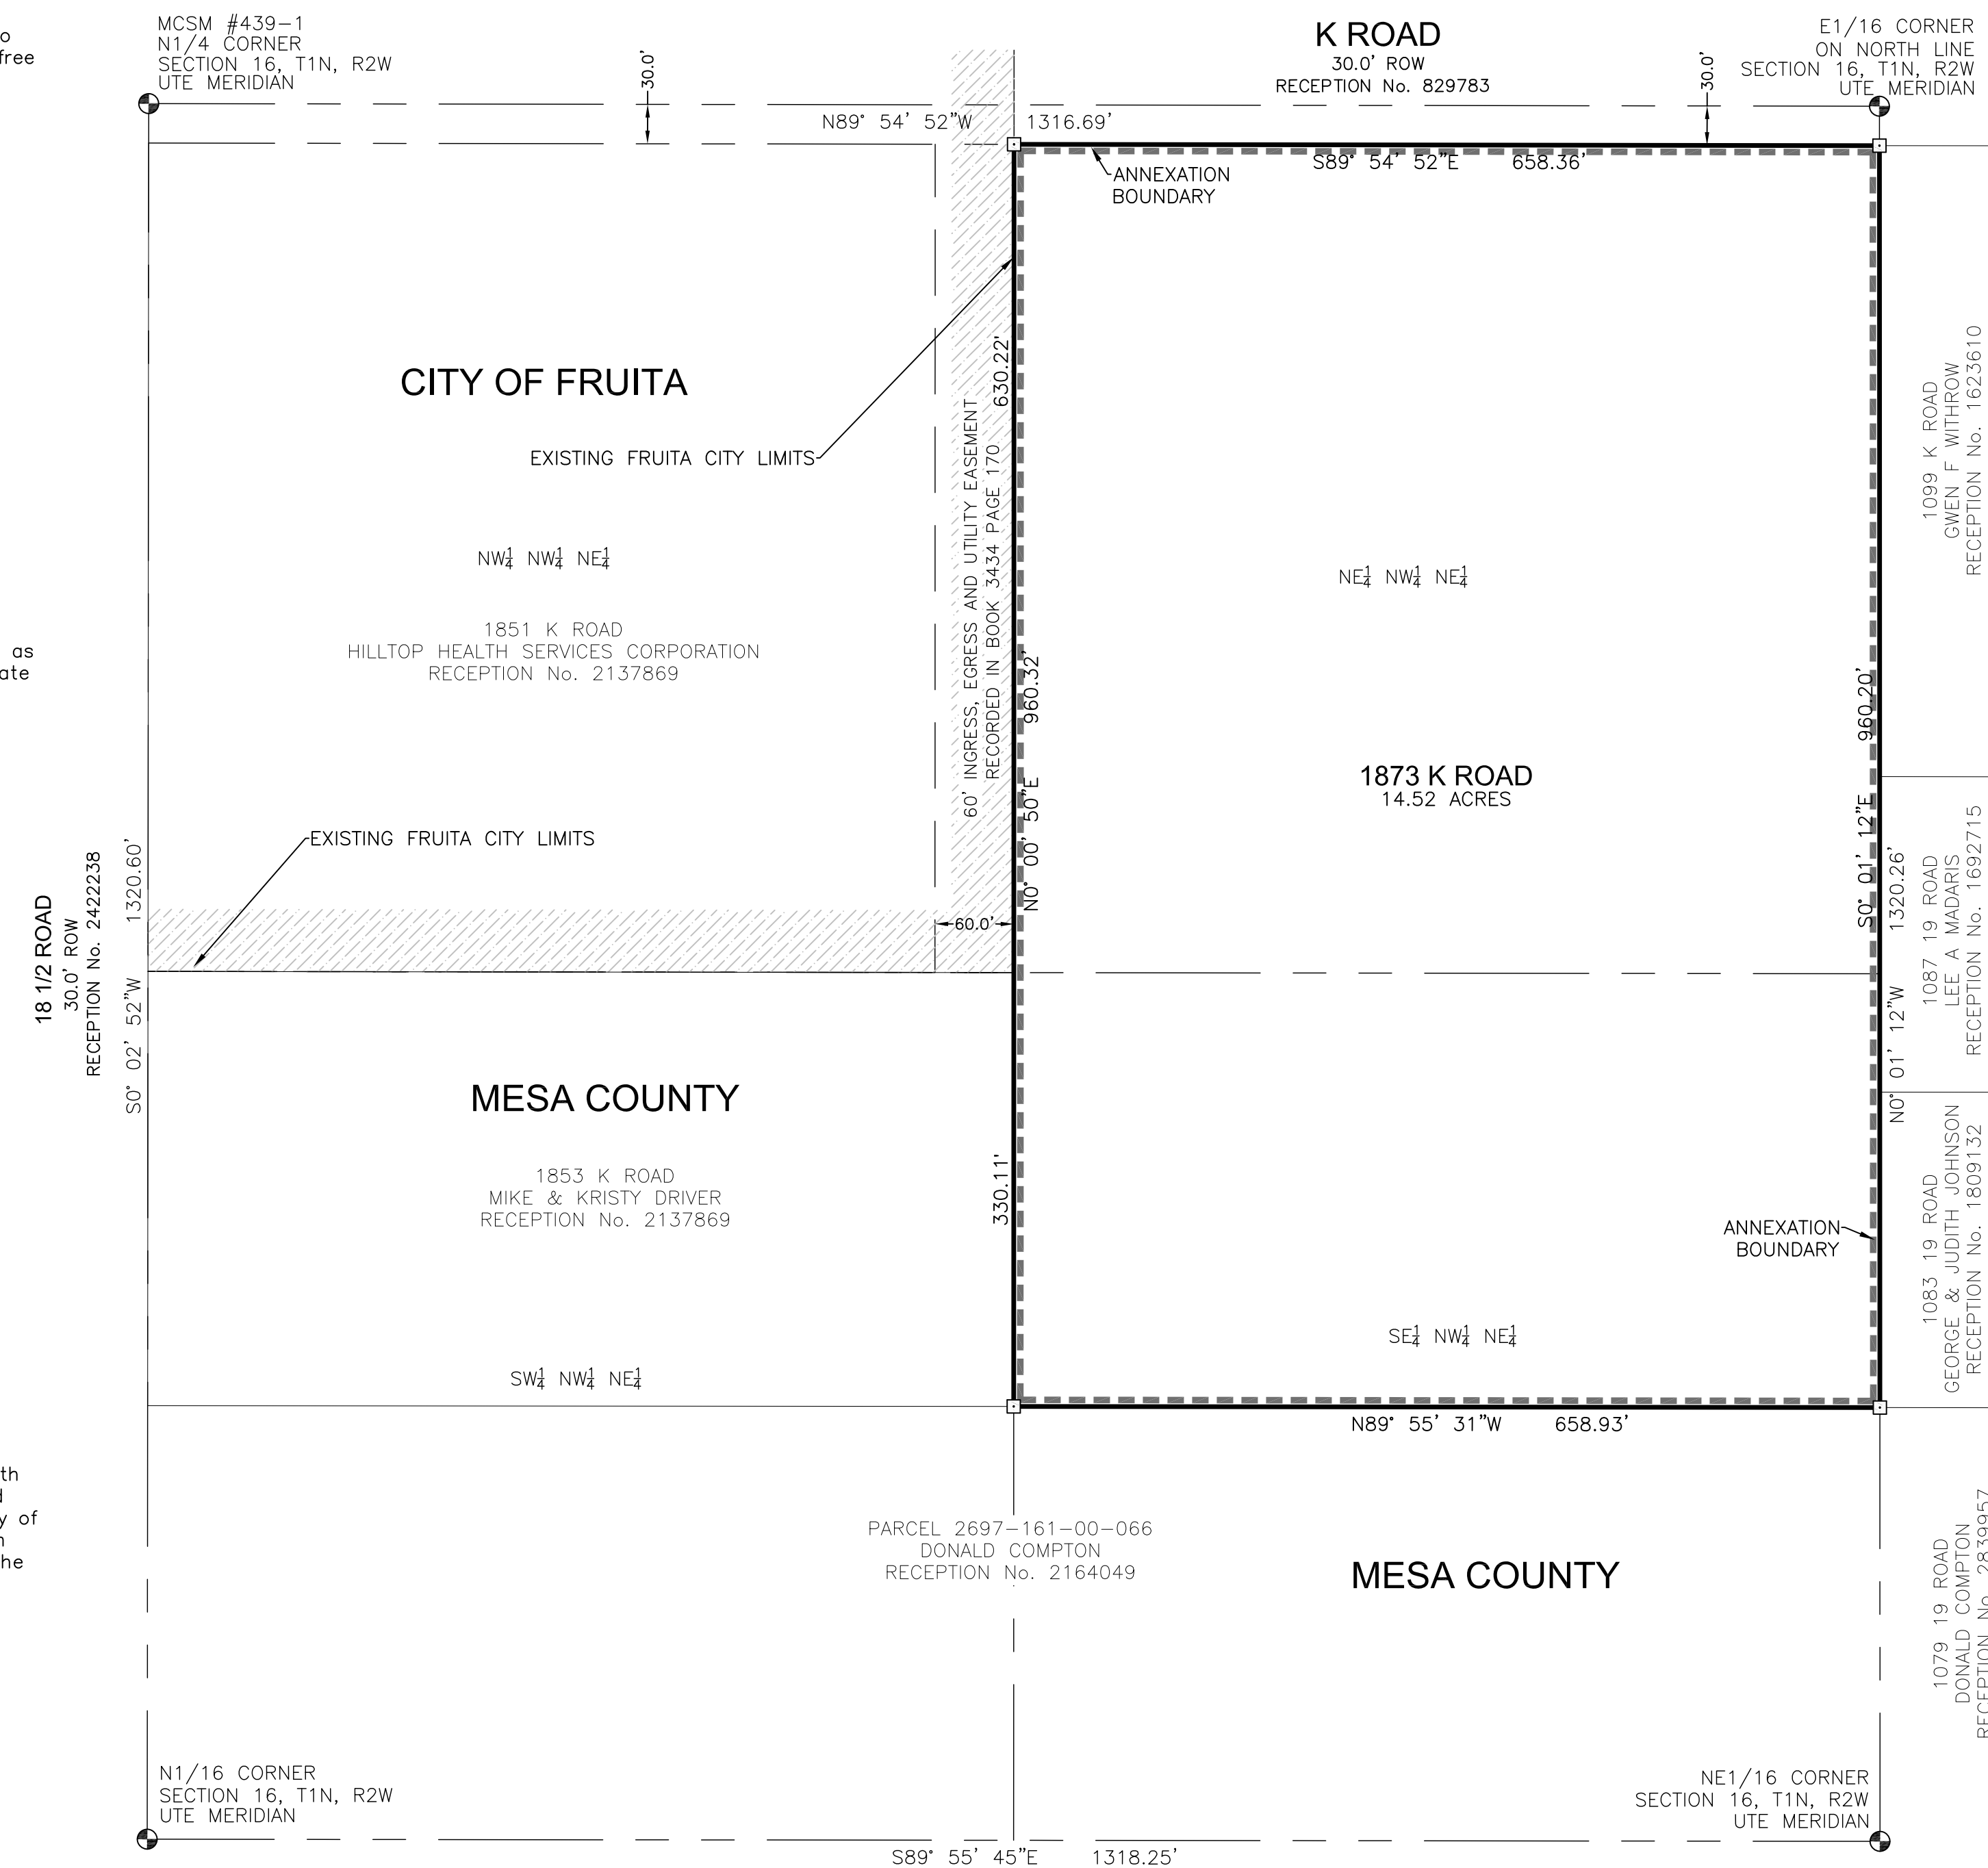 o
free
as
ate
th
d
y of
n
he
MCSM #439-1
N1/4 CORNER
SECTION 16, T1N, R2W
UTE MERIDIAN
30.0'
K ROAD
30.0' ROW
RECEPTION No. 829783
30.0'
E1/16 CORNER
ON NORTH LINE
SECTION 16, T1N, R2W
UTE MERIDIAN
N89° 54' 52"W 1316.69'
S89° 54' 52"E 658.36'
ANNEXATION
BOUNDARY
CITY OF FRUITA
EXISTING FRUITA CITY LIMITS
NW1/4 NW1/4 NE1/4
1851 K ROAD
HILLTOP HEALTH SERVICES CORPORATION
RECEPTION No. 2137869
60' INGRESS, EGRESS AND UTILITY EASEMENT
RECORDED IN BOOK 3434 PAGE 170
630.22'
N0° 00' 50"E 960.32'
NE1/4 NW1/4 NE1/4
1873 K ROAD
14.52 ACRES
S0° 01' 12"E 960.20'
N0° 01' 12"W 1320.26'
1099 K ROAD
GWEN F WITHROW
RECEPTION No. 1623610
1087 19 ROAD
LEE A MADARIS
RECEPTION No. 1692715
EXISTING FRUITA CITY LIMITS
60.0'
18 1/2 ROAD
30.0' ROW
RECEPTION No. 2422238
S0° 02' 52"W 1320.60'
MESA COUNTY
1853 K ROAD
MIKE & KRISTY DRIVER
RECEPTION No. 2137869
330.11'
SW1/4 NW1/4 NE1/4
ANNEXATION
BOUNDARY
SE1/4 NW1/4 NE1/4
1083 19 ROAD
GEORGE & JUDITH JOHNSON
RECEPTION No. 1809132
N89° 55' 31"W 658.93'
PARCEL 2697-161-00-066
DONALD COMPTON
RECEPTION No. 2164049
MESA COUNTY
1079 19 ROAD
DONALD COMPTON
RECEPTION No. 2839957
N1/16 CORNER
SECTION 16, T1N, R2W
UTE MERIDIAN
NE1/16 CORNER
SECTION 16, T1N, R2W
UTE MERIDIAN
S89° 55' 45"E 1318.25'